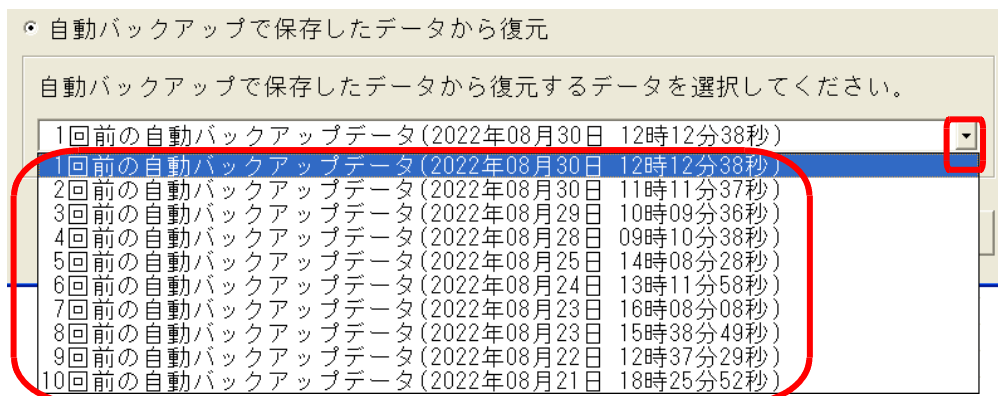 自動バックアップで保存したデータから復元
自動バックアップで保存したデータから復元するデータを選択してください。
1回前の自動バックアップデータ(2022年08月30日 12時12分38秒)
1回前の自動バックアップデータ(2022年08月30日 12時12分38秒)
2回前の自動バックアップデータ(2022年08月30日 11時11分37秒)
3回前の自動バックアップデータ(2022年08月29日 10時09分36秒)
4回前の自動バックアップデータ(2022年08月28日 09時10分38秒)
5回前の自動バックアップデータ(2022年08月25日 14時08分28秒)
6回前の自動バックアップデータ(2022年08月24日 13時11分58秒)
7回前の自動バックアップデータ(2022年08月23日 16時08分08秒)
8回前の自動バックアップデータ(2022年08月23日 15時38分49秒)
9回前の自動バックアップデータ(2022年08月22日 12時37分29秒)
10回前の自動バックアップデータ(2022年08月21日 18時25分52秒)